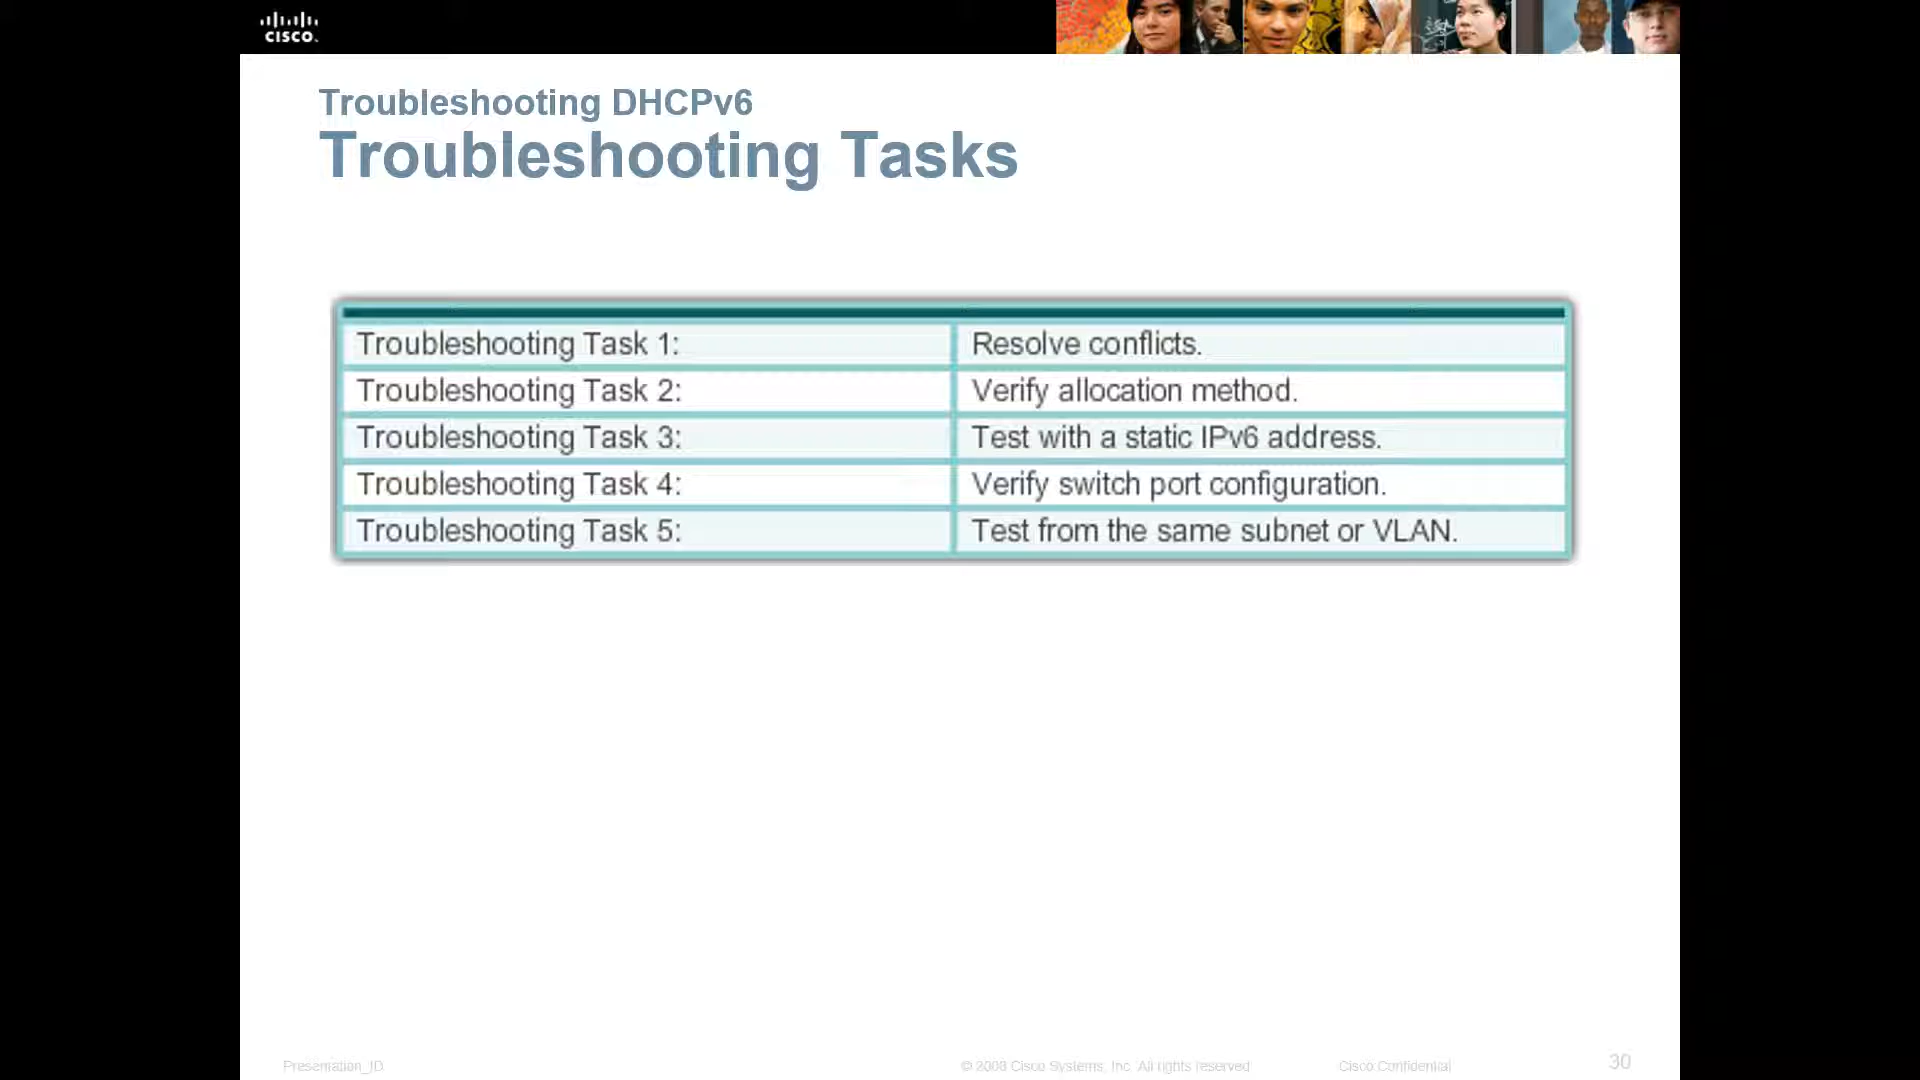 CISCO.
Troubleshooting DHCPv6
Troubleshooting Tasks
Troubleshooting Task 1: Resolve conflicts.
Troubleshooting Task 2: Verify allocation method.
Troubleshooting Task 3: Test with a static IPv6 address.
Troubleshooting Task 4: Verify switch port configuration.
Troubleshooting Task 5: Test from the same subnet or VLAN.
Presentation_ID © 2008 Cisco Systems, Inc. All rights reserved Cisco Confidential 30